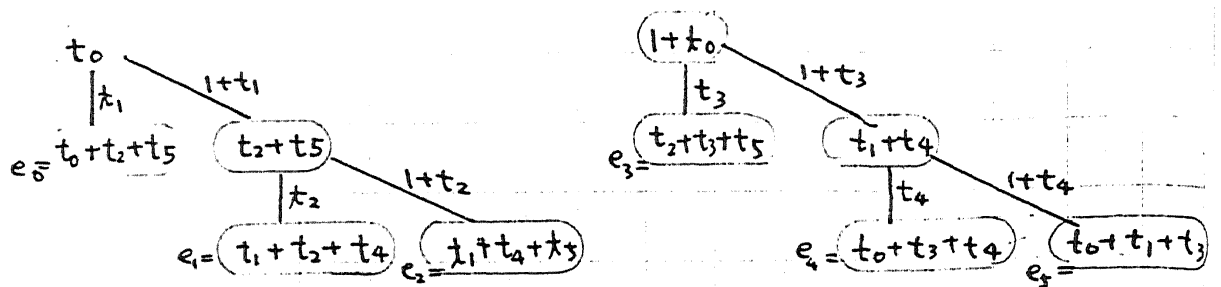 t₀ 1+t₁ 1+t₀ 1+t₃
t₁ t₃
e₀= t₀+t₂+t₅ t₂+t₅ e₃= t₂+t₃+t₅ t₁+t₄
t₂ 1+t₂ t₄ 1+t₄
e₁= t₁+t₂+t₄ e₂= t₁+t₄+t₅ e₄= t₀+t₃+t₄ e₅= t₀+t₁+t₃